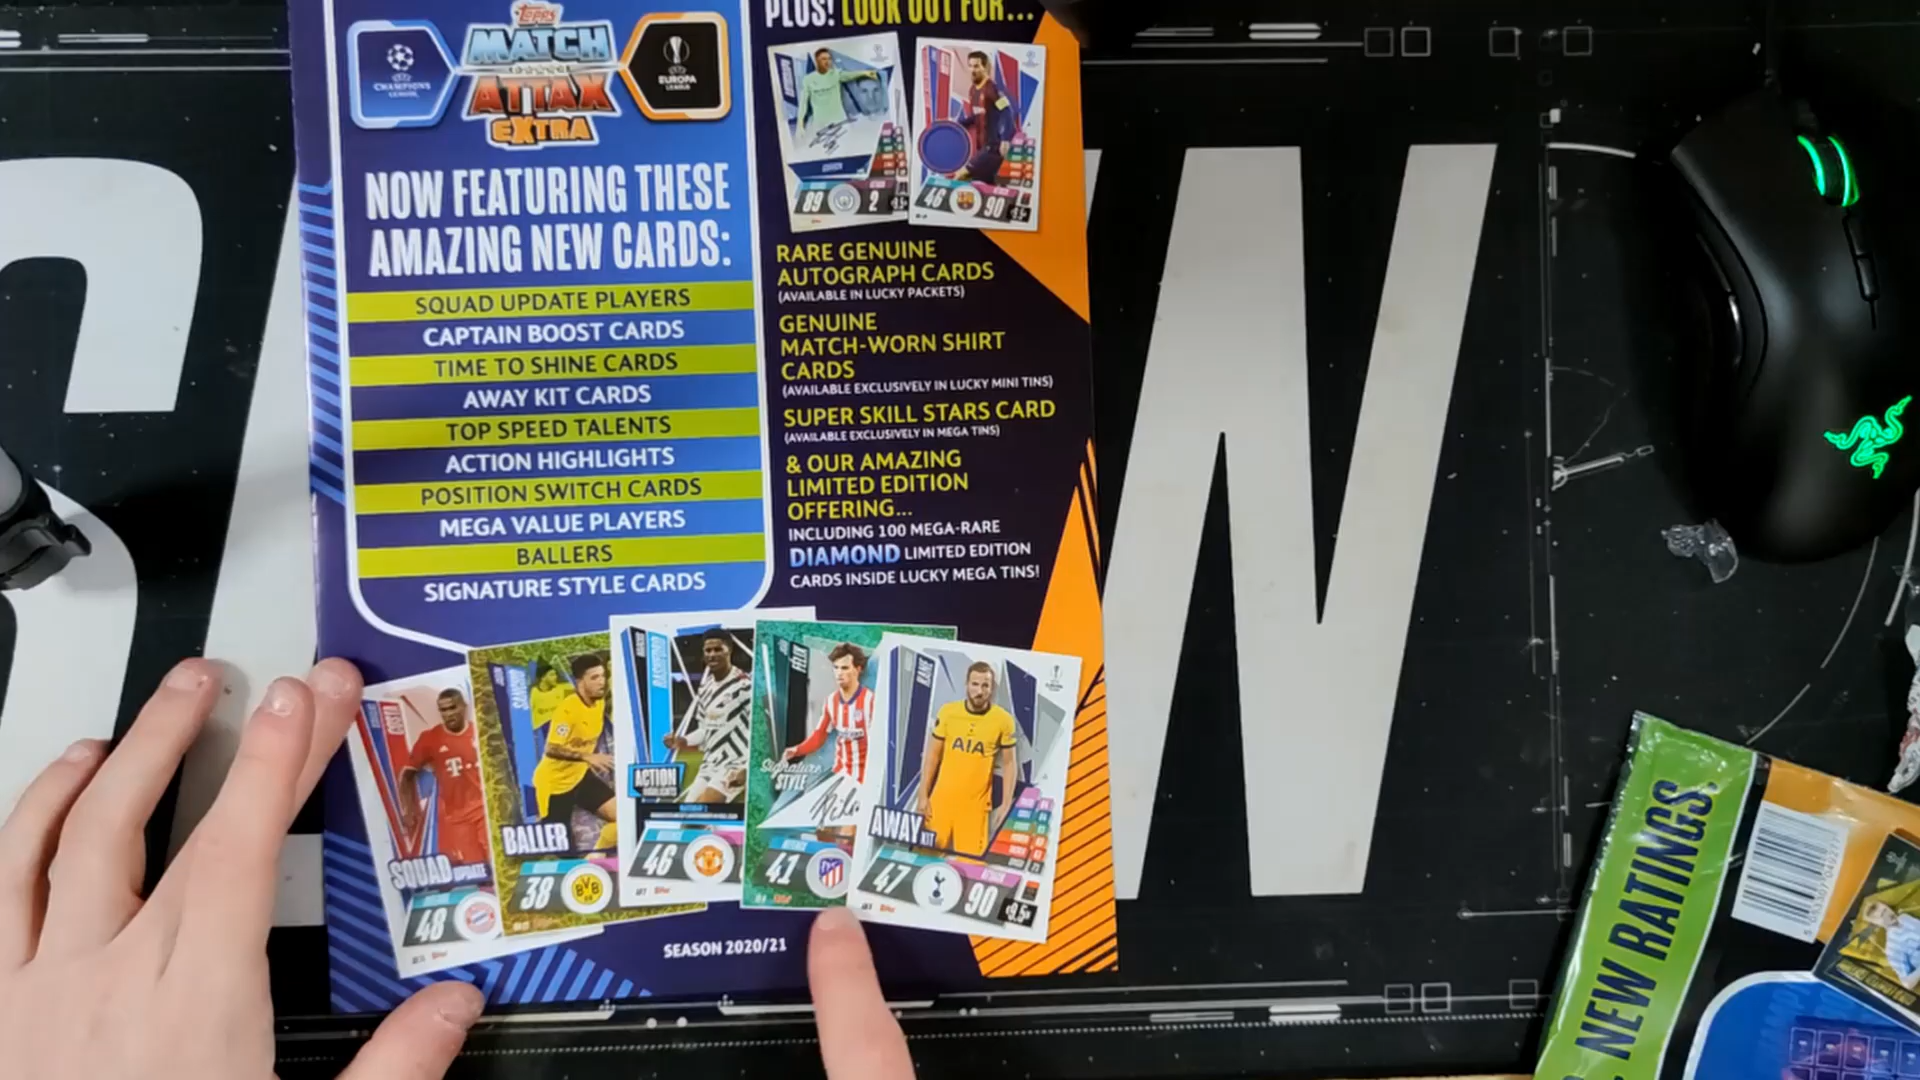 topps
MATCH
ATTAX
EXTRA
CHAMPIONS
LEAGUE
EUROPA
LEAGUE
NOW FEATURING THESE
AMAZING NEW CARDS:
SQUAD UPDATE PLAYERS
CAPTAIN BOOST CARDS
TIME TO SHINE CARDS
AWAY KIT CARDS
TOP SPEED TALENTS
ACTION HIGHLIGHTS
POSITION SWITCH CARDS
MEGA VALUE PLAYERS
BALLERS
SIGNATURE STYLE CARDS
PLUS! LOOK OUT FOR...
89 2
46 90
RARE GENUINE
AUTOGRAPH CARDS
(AVAILABLE IN LUCKY PACKETS)
GENUINE
MATCH-WORN SHIRT
CARDS
(AVAILABLE EXCLUSIVELY IN LUCKY MINI TINS)
SUPER SKILL STARS CARD
(AVAILABLE EXCLUSIVELY IN MEGA TINS)
& OUR AMAZING
LIMITED EDITION
OFFERING...
INCLUDING 100 MEGA-RARE
DIAMOND LIMITED EDITION
CARDS INSIDE LUCKY MEGA TINS!
COSTA
SQUAD UPDATE
48
SANCHO
BALLER
38
BVB
RASHFORD
ACTION
HIGHLIGHTS
46
FÉLIX
Signature
STYLE
41
KANE
AIA
AWAY KIT
47 90
SEASON 2020/21
NEW RATINGS